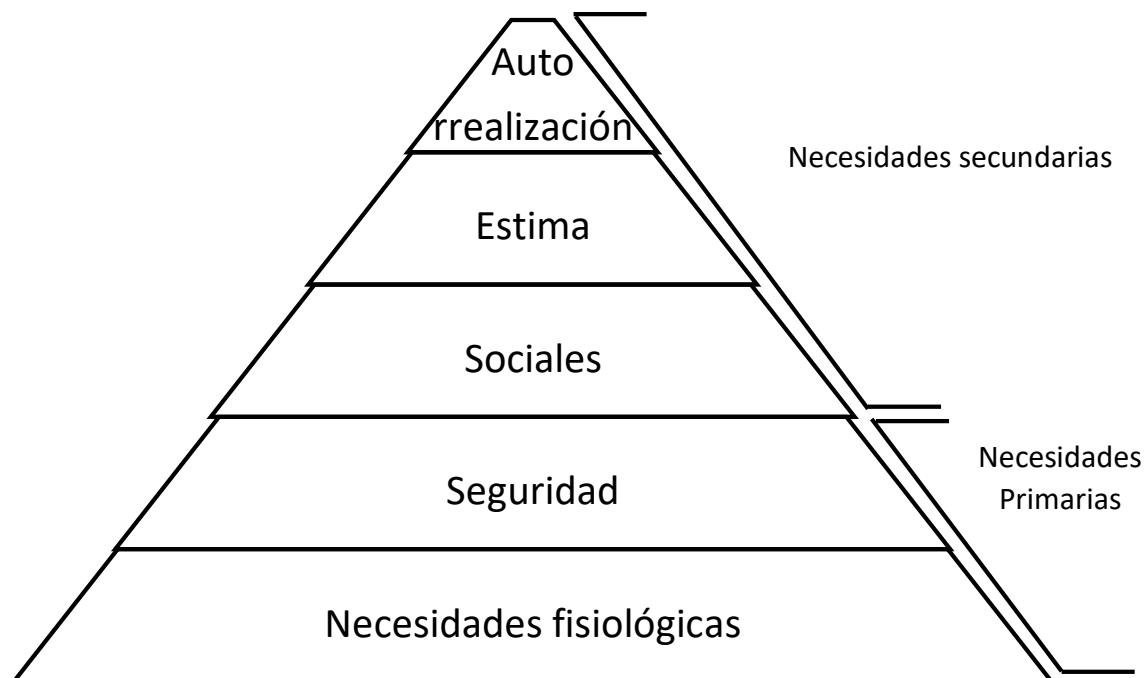 Auto
rrealización
Necesidades secundarias
Estima
Sociales
Seguridad
Necesidades
Primarias
Necesidades fisiológicas